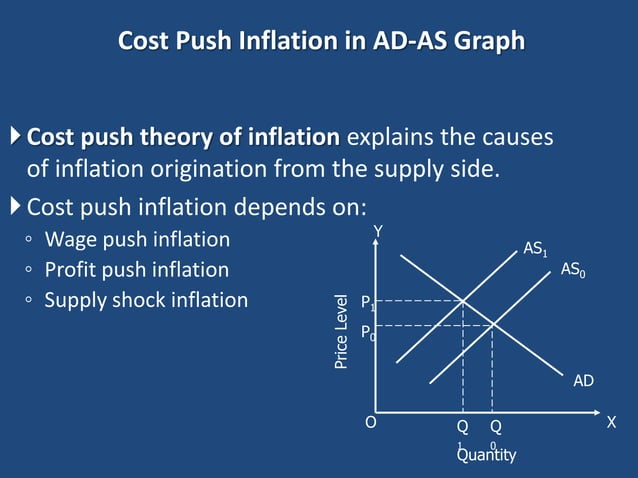 Cost Push Inflation in AD-AS Graph
Cost push theory of inflation explains the causes
of inflation origination from the supply side.
Cost push inflation depends on:
◦ Wage push inflation
◦ Profit push inflation
◦ Supply shock inflation
Y
AS1
AS0
Price Level
P1
P0
AD
O
Q1
Q0
X
Quantity